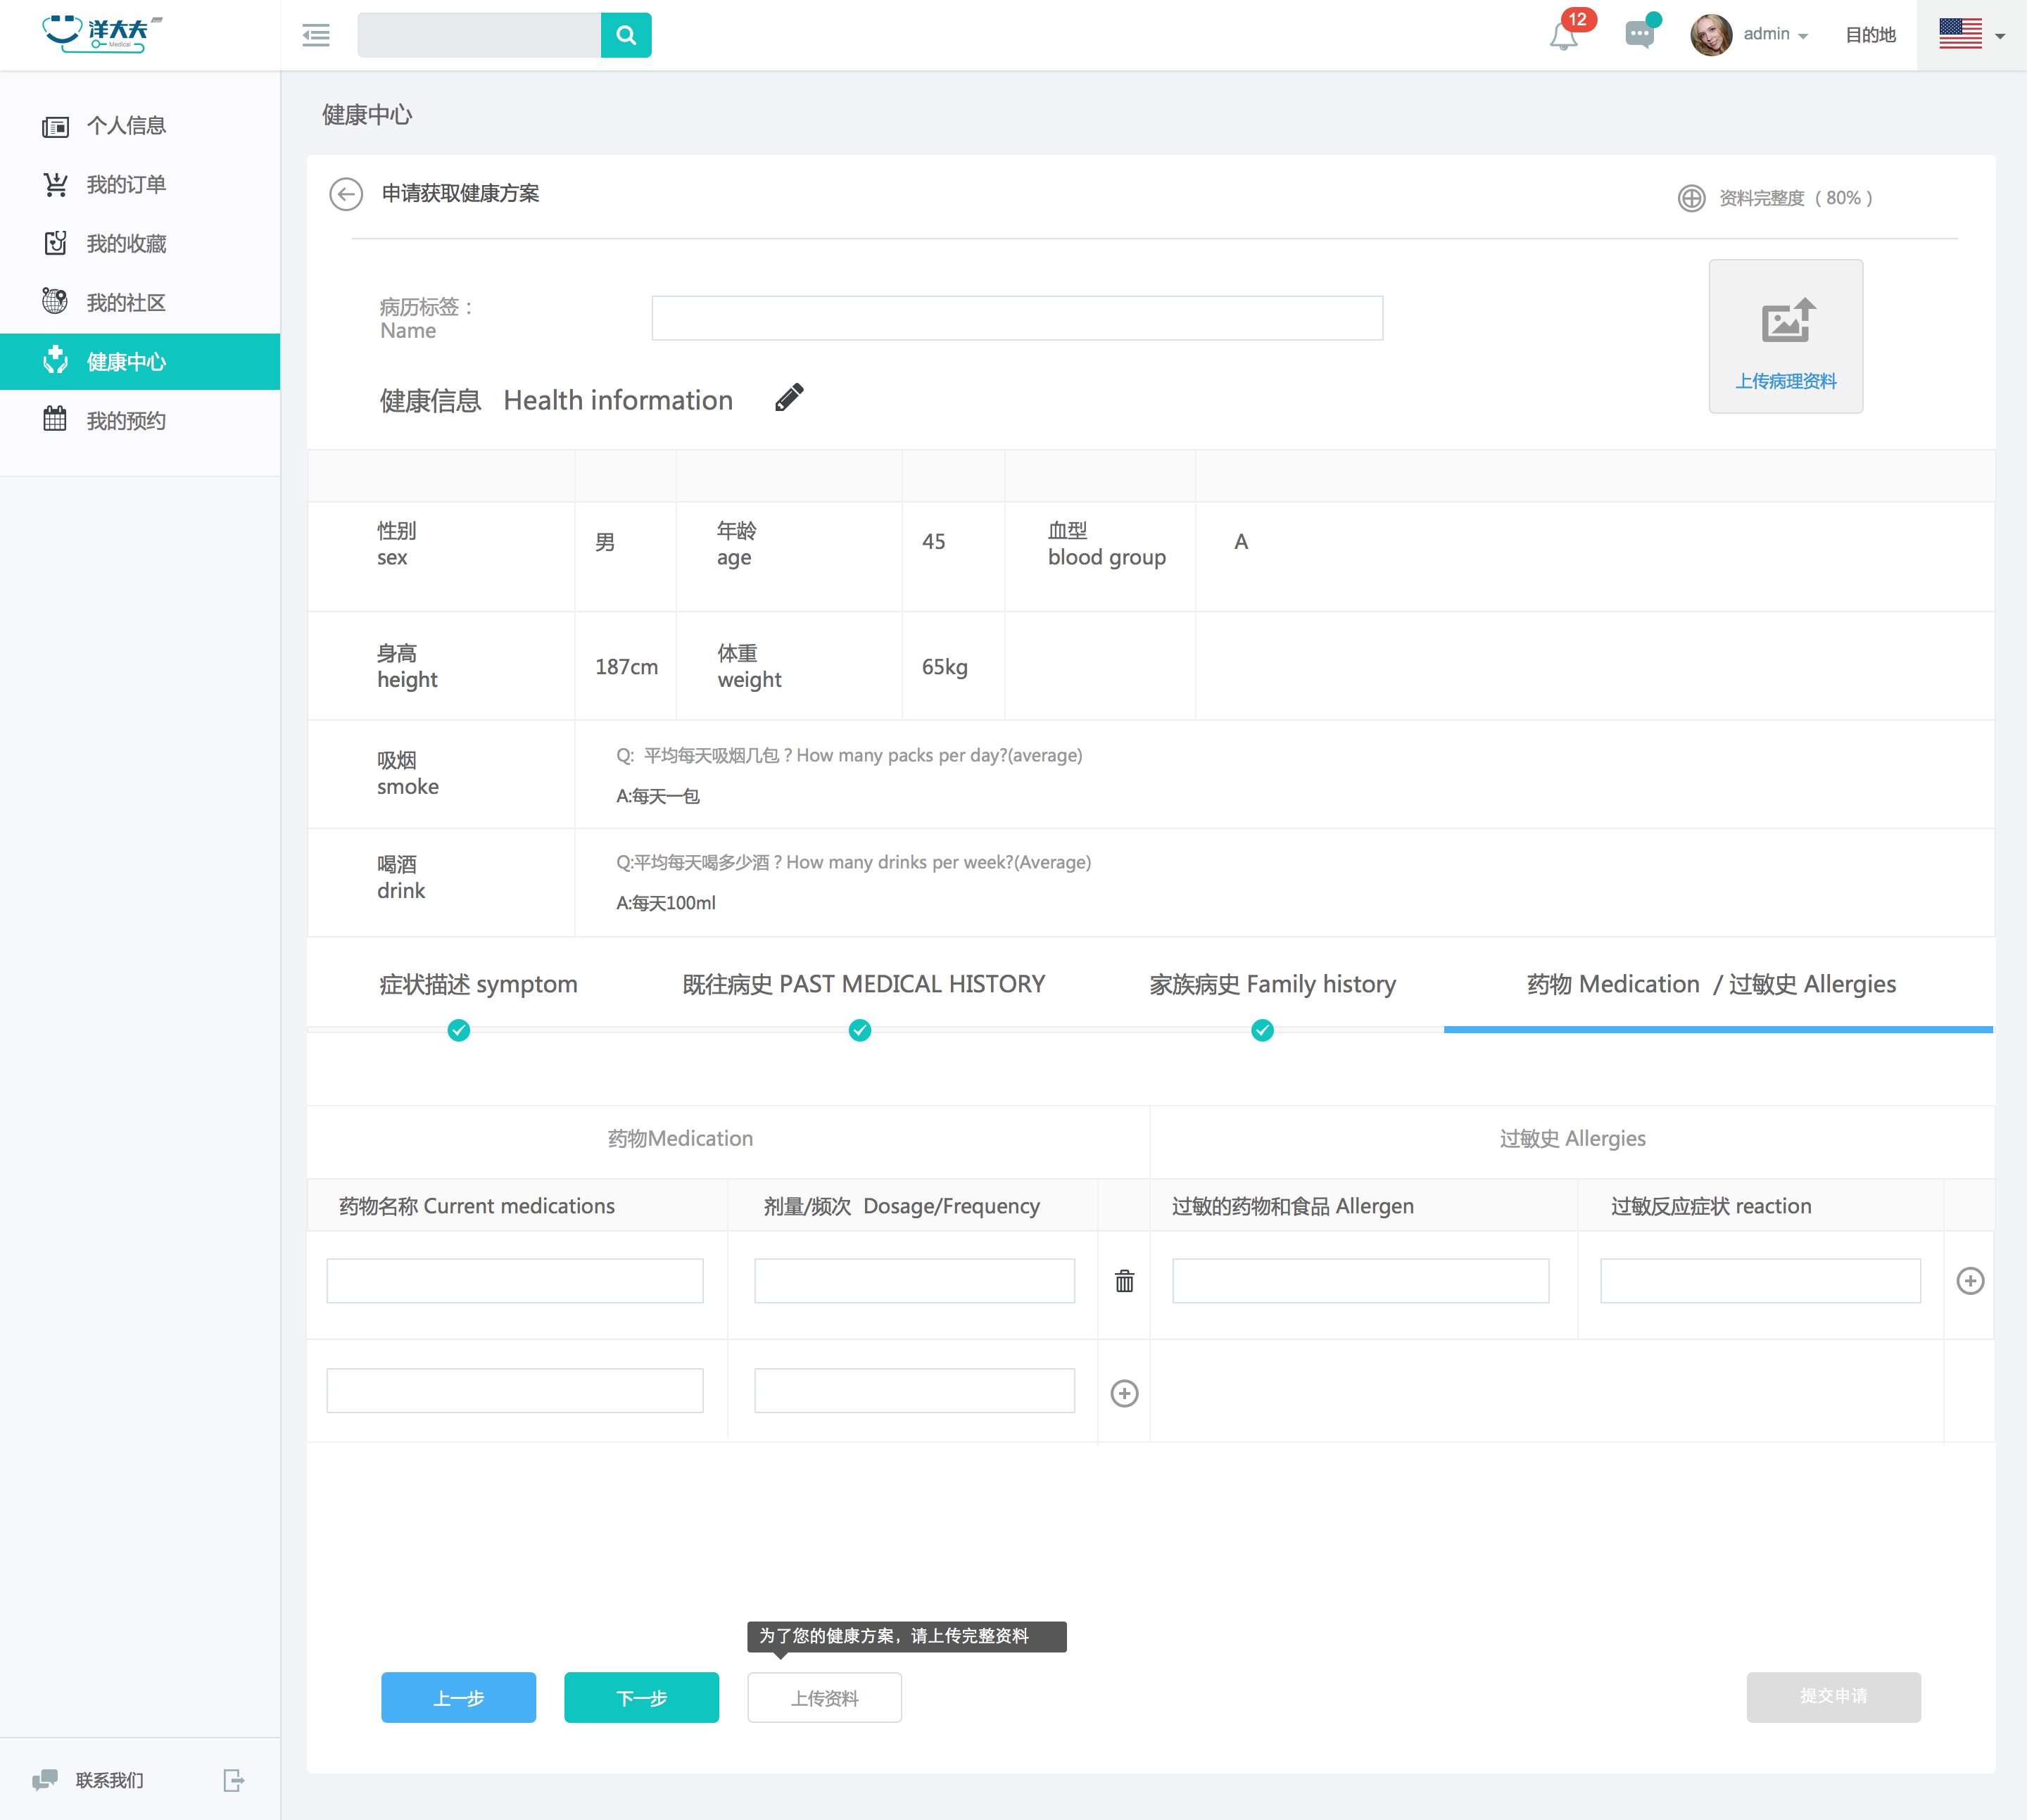 洋大夫
Medical
12
admin
目的地
个人信息
我的订单
我的收藏
我的社区
健康中心
我的预约
联系我们
健康中心
申请获取健康方案
资料完整度（80%）
病历标签：
Name
上传病理资料
健康信息 Health information
性别
sex
男
年龄
age
45
血型
blood group
A
身高
height
187cm
体重
weight
65kg
吸烟
smoke
Q: 平均每天吸烟几包？How many packs per day?(average)
A:每天一包
喝酒
drink
Q:平均每天喝多少酒？How many drinks per week?(Average)
A:每天100ml
症状描述 symptom
既往病史 PAST MEDICAL HISTORY
家族病史 Family history
药物 Medication / 过敏史 Allergies
药物Medication
过敏史 Allergies
药物名称 Current medications
剂量/频次 Dosage/Frequency
过敏的药物和食品 Allergen
过敏反应症状 reaction
为了您的健康方案，请上传完整资料
上一步
下一步
上传资料
提交申请